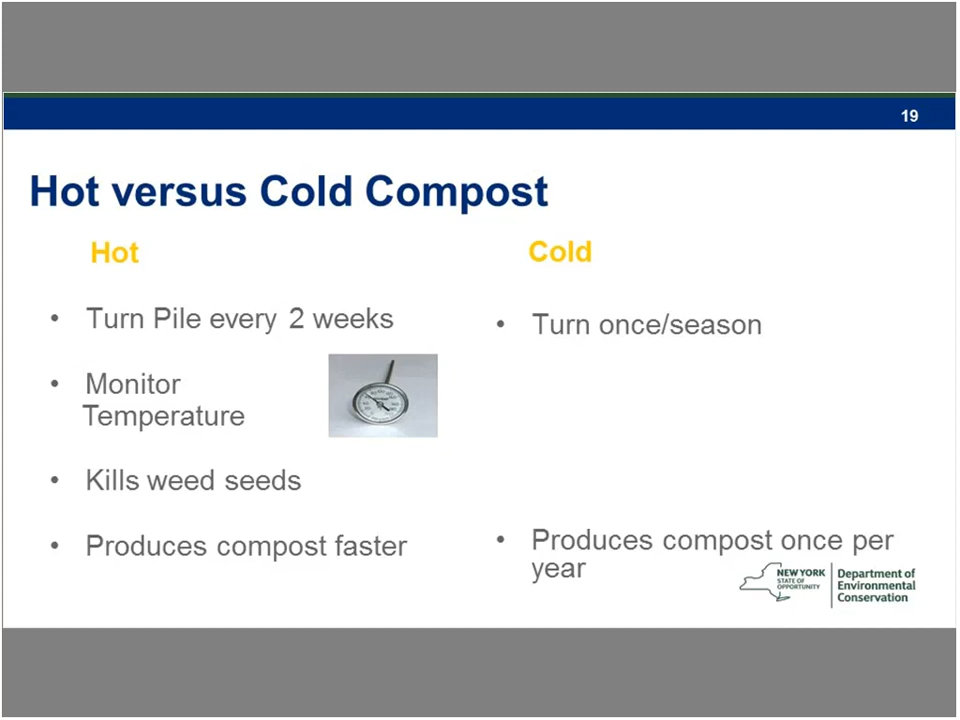 19
Hot versus Cold Compost
Hot
• Turn Pile every 2 weeks
• Monitor
Temperature
• Kills weed seeds
• Produces compost faster
Cold
• Turn once/season
• Produces compost once per
year
NEW YORK
STATE OF
OPPORTUNITY
Department of
Environmental
Conservation